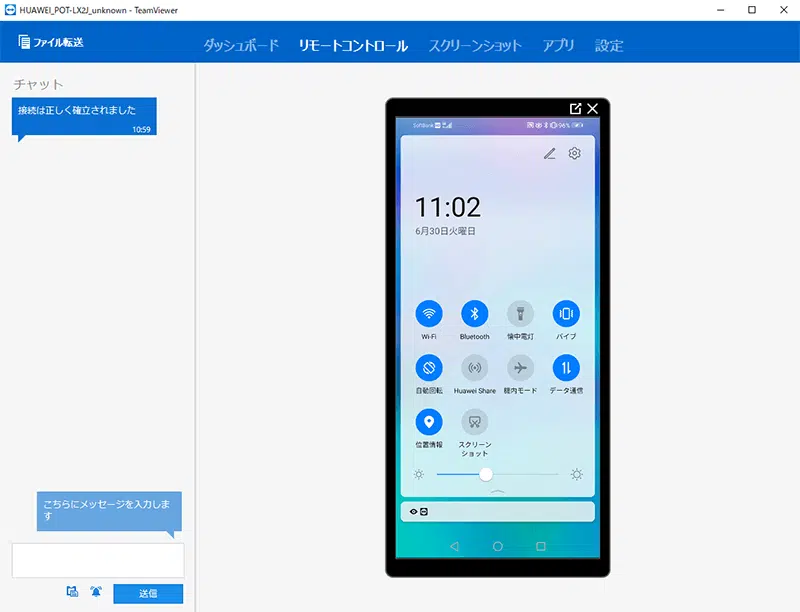 HUAWEI_POT-LX2J_unknown - TeamViewer
ファイル転送
ダッシュボード
リモートコントロール
スクリーンショット
アプリ
設定
チャット
接続は正しく確立されました
10:59
SoftBank
96%
11:02
6月30日火曜日
Wi-Fi
Bluetooth
懐中電灯
バイブ
自動回転
Huawei Share
機内モード
データ通信
位置情報
スクリーン
ショット
こちらにメッセージを入力しま
す
送信